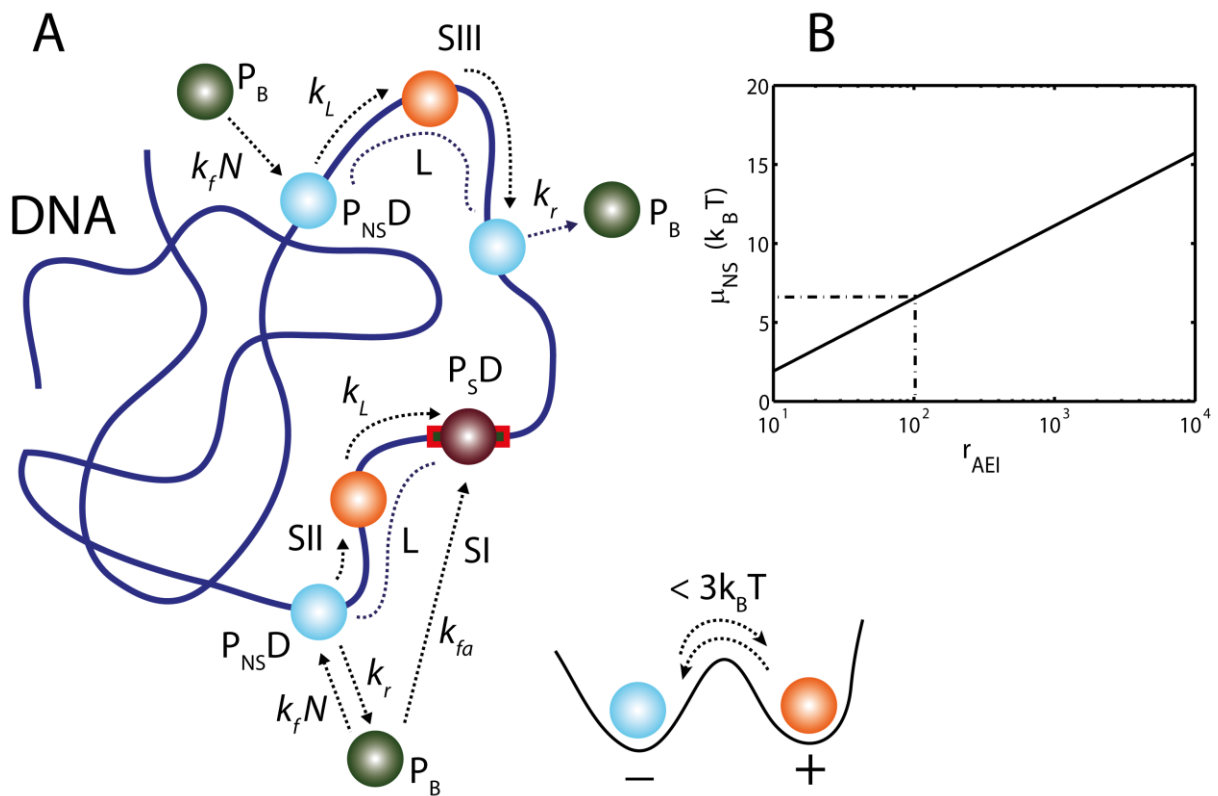 A
SIII
P_B
k_L
k_f N
L
DNA
P_NS D
k_r
P_B
P_S D
k_L
SII
L
SI
P_NS D
k_fa
k_r
k_f N
P_B
< 3k_B T
−
+
B
20
15
10
5
0
μ_NS (k_B T)
10^1
10^2
10^3
10^4
r_AEI